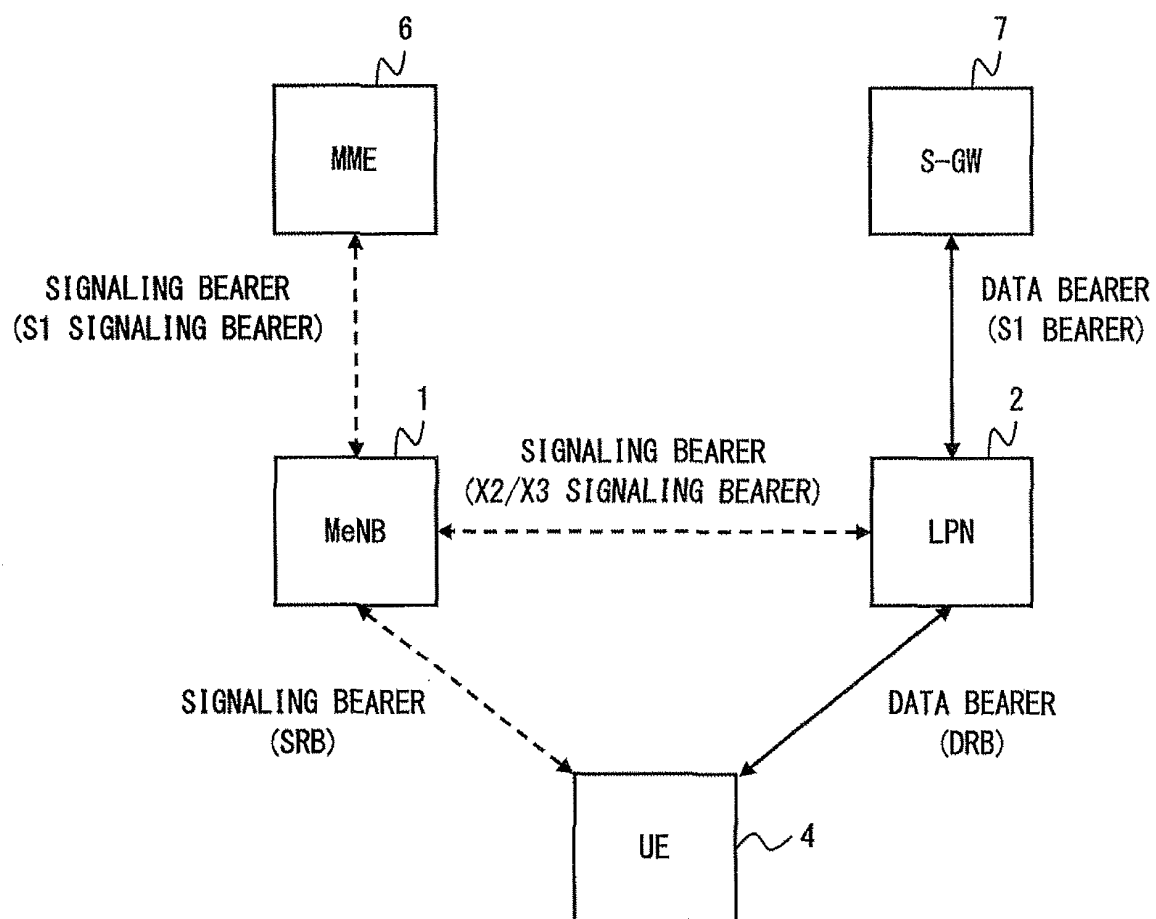 6
7
MME
S-GW
SIGNALING BEARER
(S1 SIGNALING BEARER)
DATA BEARER
(S1 BEARER)
1
2
SIGNALING BEARER
(X2/X3 SIGNALING BEARER)
MeNB
LPN
SIGNALING BEARER
(SRB)
DATA BEARER
(DRB)
UE
4